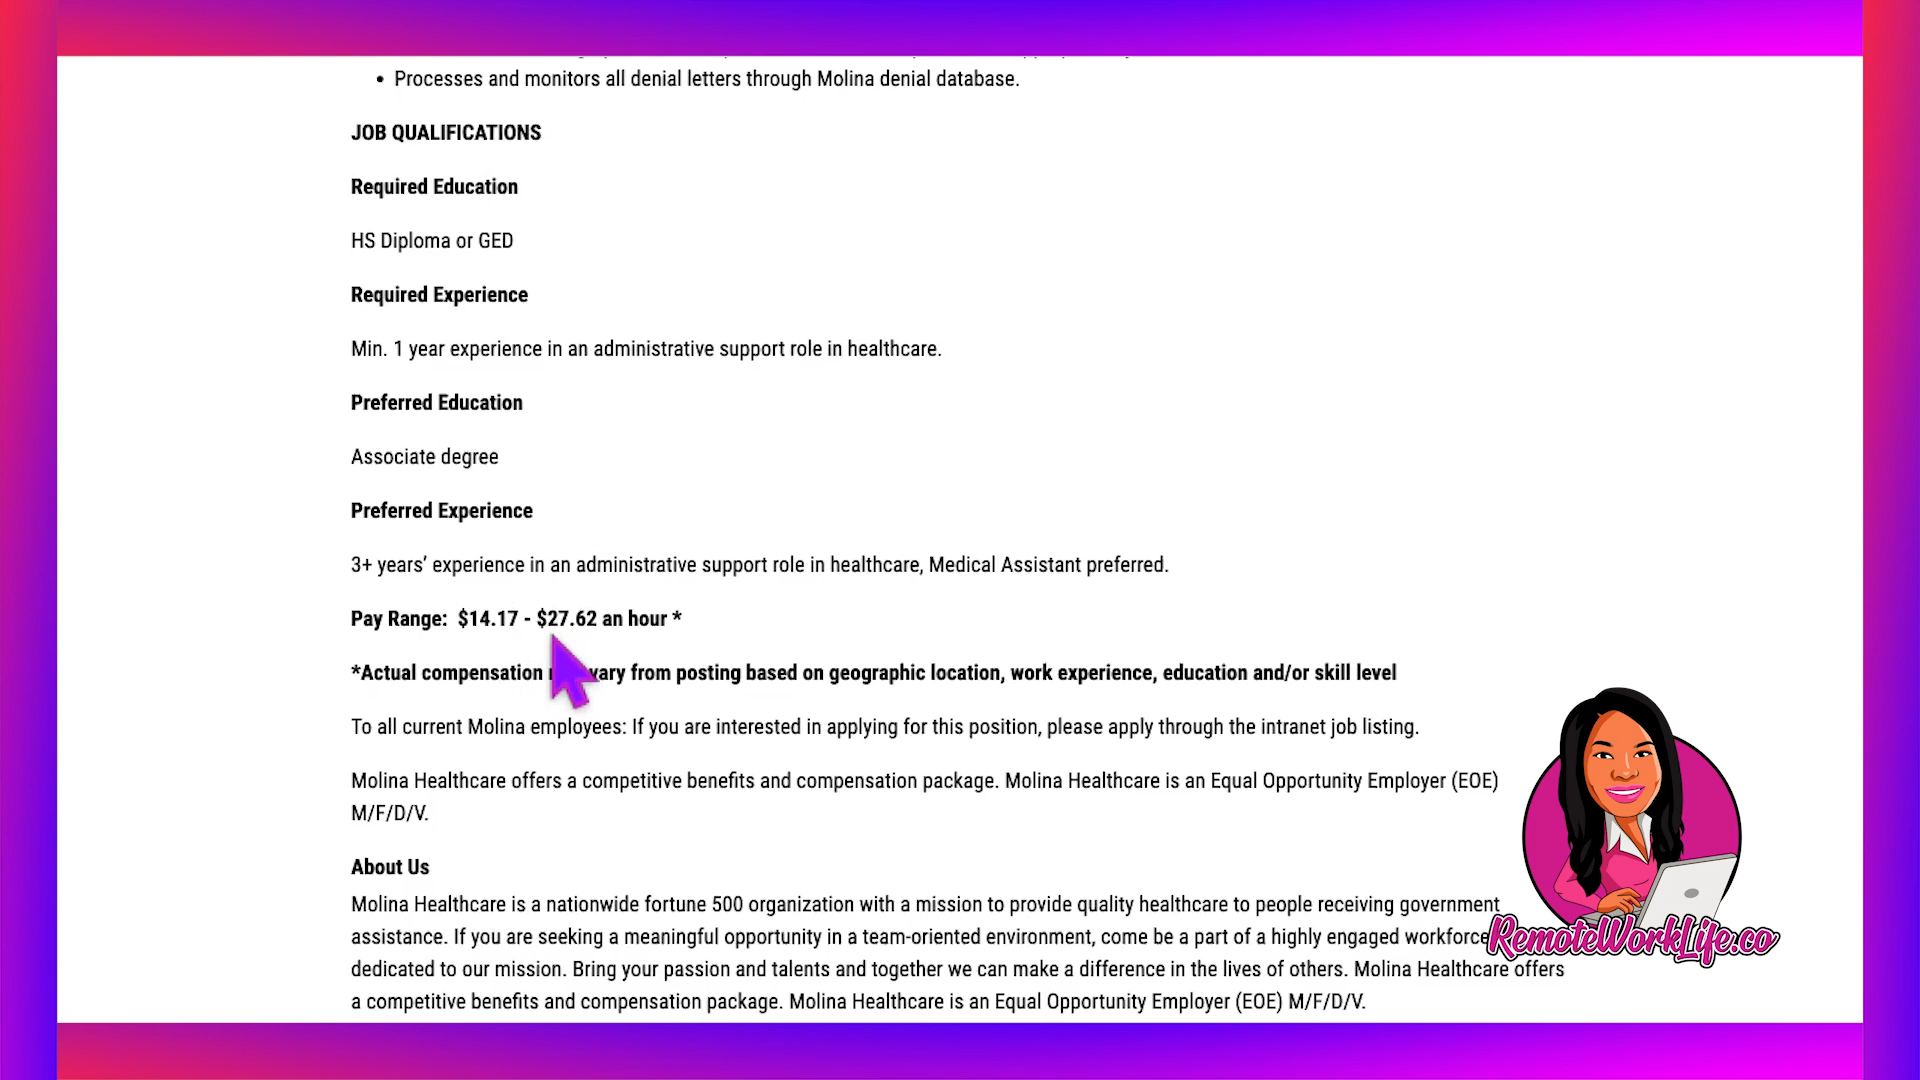 • Processes and monitors all denial letters through Molina denial database.
JOB QUALIFICATIONS
Required Education
HS Diploma or GED
Required Experience
Min. 1 year experience in an administrative support role in healthcare.
Preferred Education
Associate degree
Preferred Experience
3+ years’ experience in an administrative support role in healthcare, Medical Assistant preferred.
Pay Range:  $14.17 - $27.62 an hour *
*Actual compensation vary from posting based on geographic location, work experience, education and/or skill level
To all current Molina employees: If you are interested in applying for this position, please apply through the intranet job listing.
Molina Healthcare offers a competitive benefits and compensation package. Molina Healthcare is an Equal Opportunity Employer (EOE)
M/F/D/V.
About Us
Molina Healthcare is a nationwide fortune 500 organization with a mission to provide quality healthcare to people receiving government
assistance. If you are seeking a meaningful opportunity in a team-oriented environment, come be a part of a highly engaged workforce
dedicated to our mission. Bring your passion and talents and together we can make a difference in the lives of others. Molina Healthcare offers
a competitive benefits and compensation package. Molina Healthcare is an Equal Opportunity Employer (EOE) M/F/D/V.
RemoteWorkLife.co